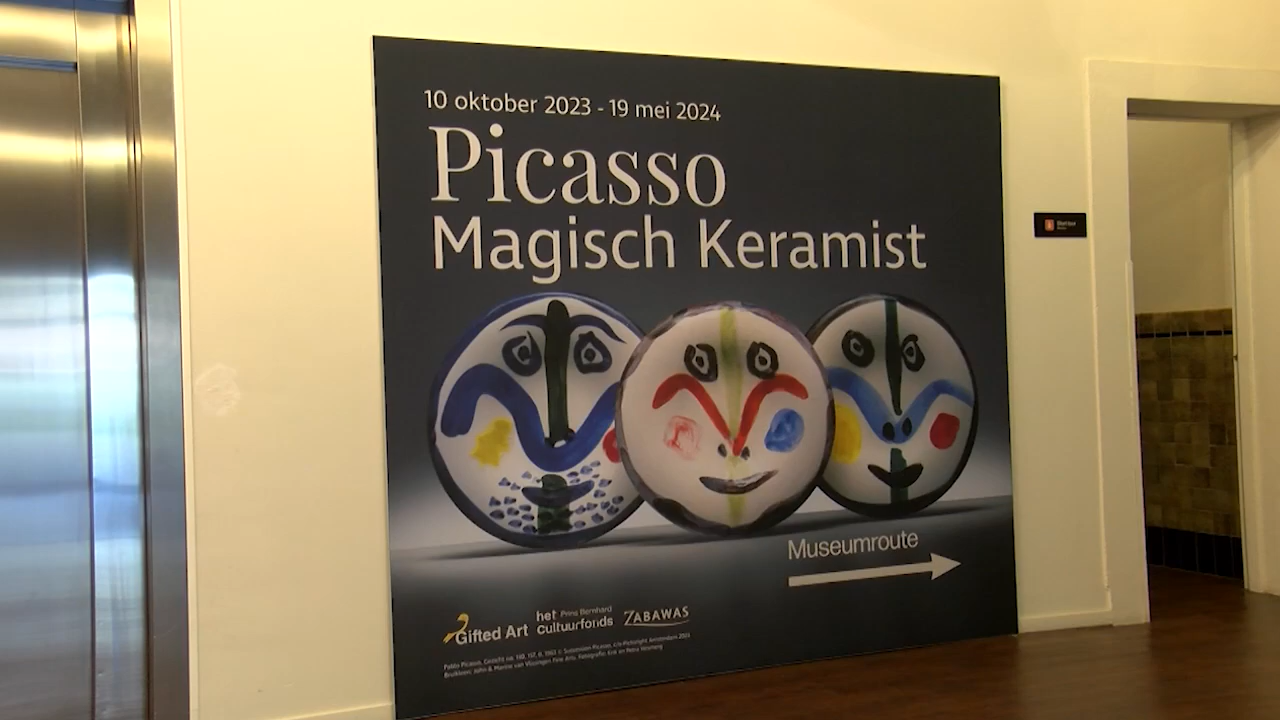 10 oktober 2023 - 19 mei 2024
Picasso
Magisch Keramist
Museumroute
Gifted Art
het Prins Bernhard
cultuurfonds
ZABAWAS